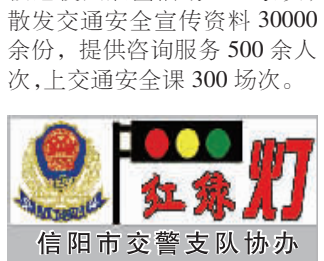 散发交通安全宣传资料 30000
余份，提供咨询服务 500 余人
次,上交通安全课 300 场次。
红绿灯
信阳市交警支队协办